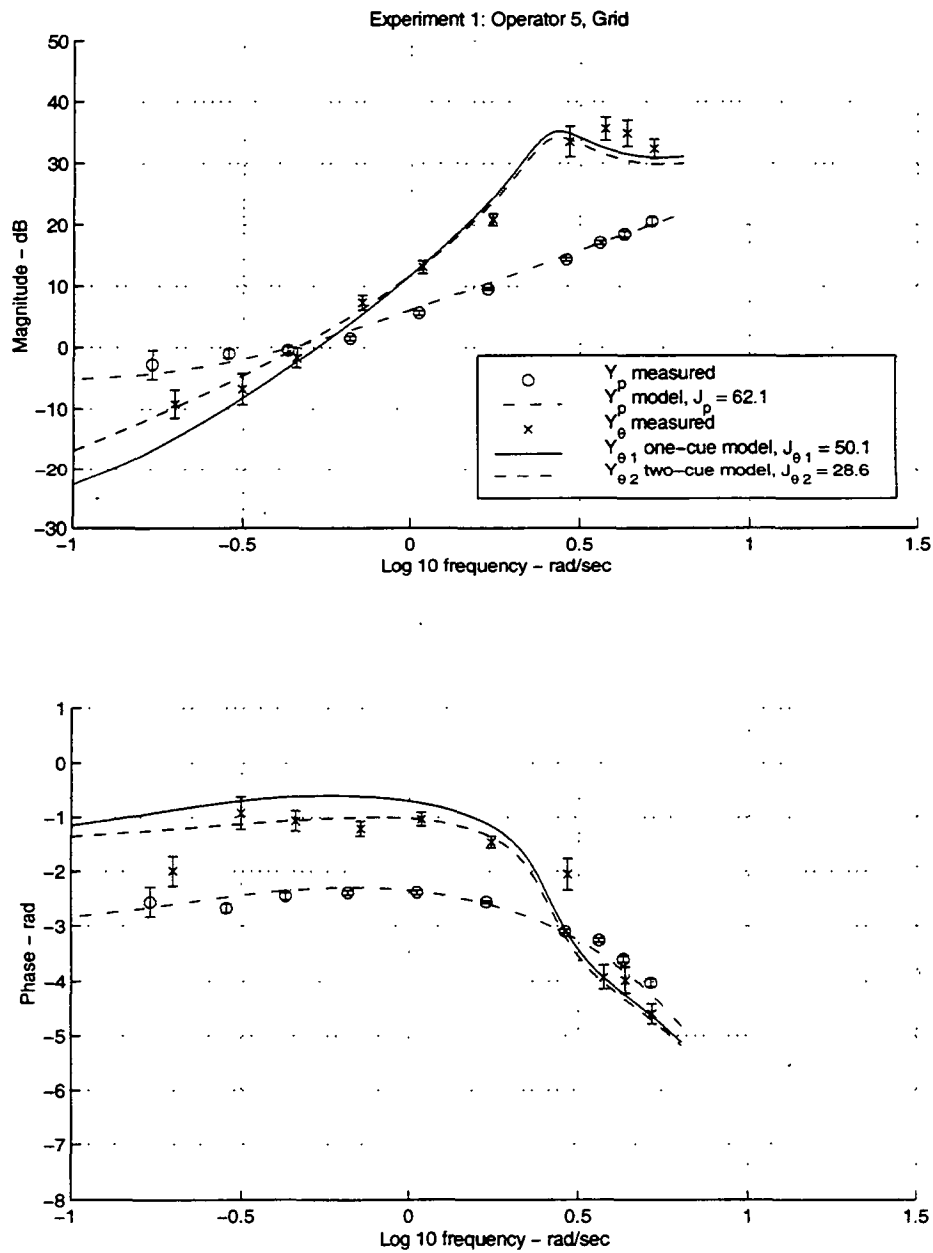 Experiment 1: Operator 5, Grid
50
40
30
20
10
0
−10
−20
−30
Magnitude − dB
Y_p measured
Y_p model, J_p = 62.1
Y_θ measured
Y_θ1 one−cue model, J_θ1 = 50.1
Y_θ2 two−cue model, J_θ2 = 28.6
−1 −0.5 0 0.5 1 1.5
Log 10 frequency − rad/sec
1
0
−1
−2
−3
−4
−5
−6
−7
−8
Phase − rad
−1 −0.5 0 0.5 1 1.5
Log 10 frequency − rad/sec